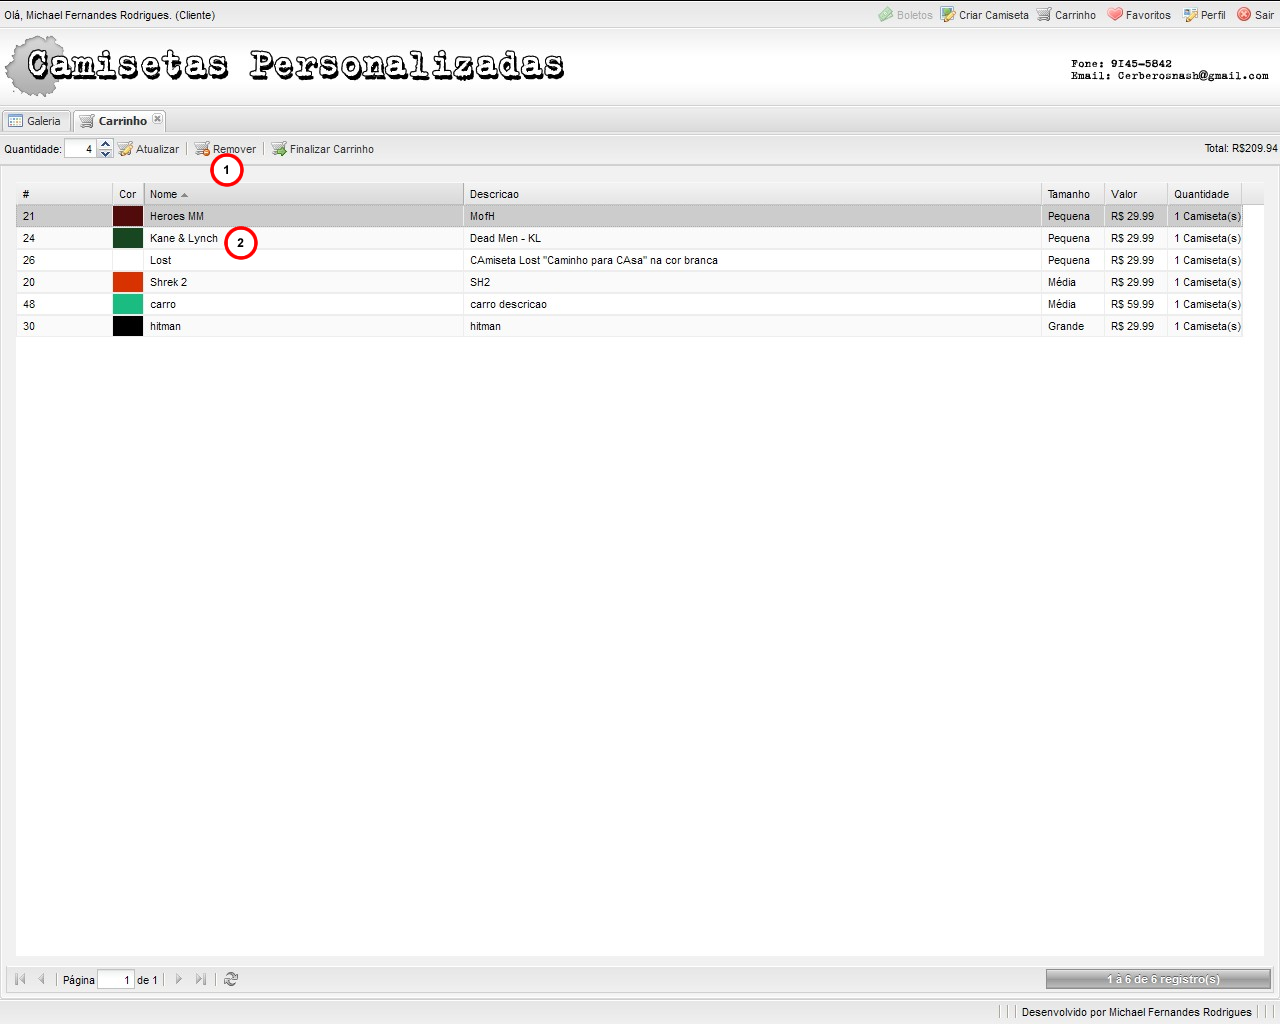 Olá, Michael Fernandes Rodrigues. (Cliente) Boletos Criar Camiseta Carrinho Favoritos Perfil Sair
Camisetas Personalizadas
Fone: 9145-5842
Email: Cerberosnash@gmail.com
Galeria Carrinho
Quantidade: 4 Atualizar Remover Finalizar Carrinho Total: R$209.94
1
# Cor Nome Descricao Tamanho Valor Quantidade
21 Heroes MM MofH Pequena R$ 29.99 1 Camiseta(s)
24 Kane & Lynch Dead Men - KL Pequena R$ 29.99 1 Camiseta(s)
2
26 Lost CAmiseta Lost "Caminho para CAsa" na cor branca Pequena R$ 29.99 1 Camiseta(s)
20 Shrek 2 SH2 Média R$ 29.99 1 Camiseta(s)
48 carro carro descricao Média R$ 59.99 1 Camiseta(s)
30 hitman hitman Grande R$ 29.99 1 Camiseta(s)
Página 1 de 1 1 à 6 de 6 registro(s)
Desenvolvido por Michael Fernandes Rodrigues